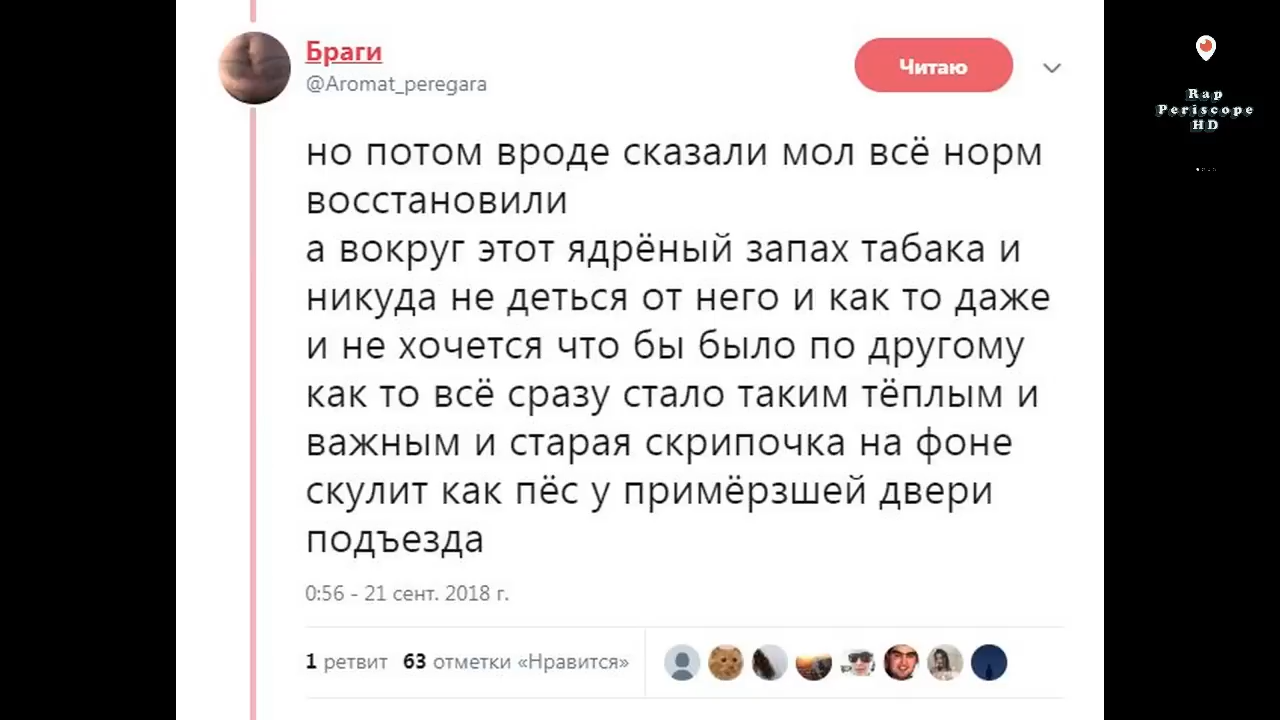 Браги
@Aromat_peregara
Читаю
но потом вроде сказали мол всё норм
восстановили
а вокруг этот ядрёный запах табака и
никуда не деться от него и как то даже
и не хочется что бы было по другому
как то всё сразу стало таким тёплым и
важным и старая скрипочка на фоне
скулит как пёс у примёрзшей двери
подъезда
0:56 - 21 сент. 2018 г.
1 ретвит 63 отметки «Нравится»
Rap
Periscope
HD